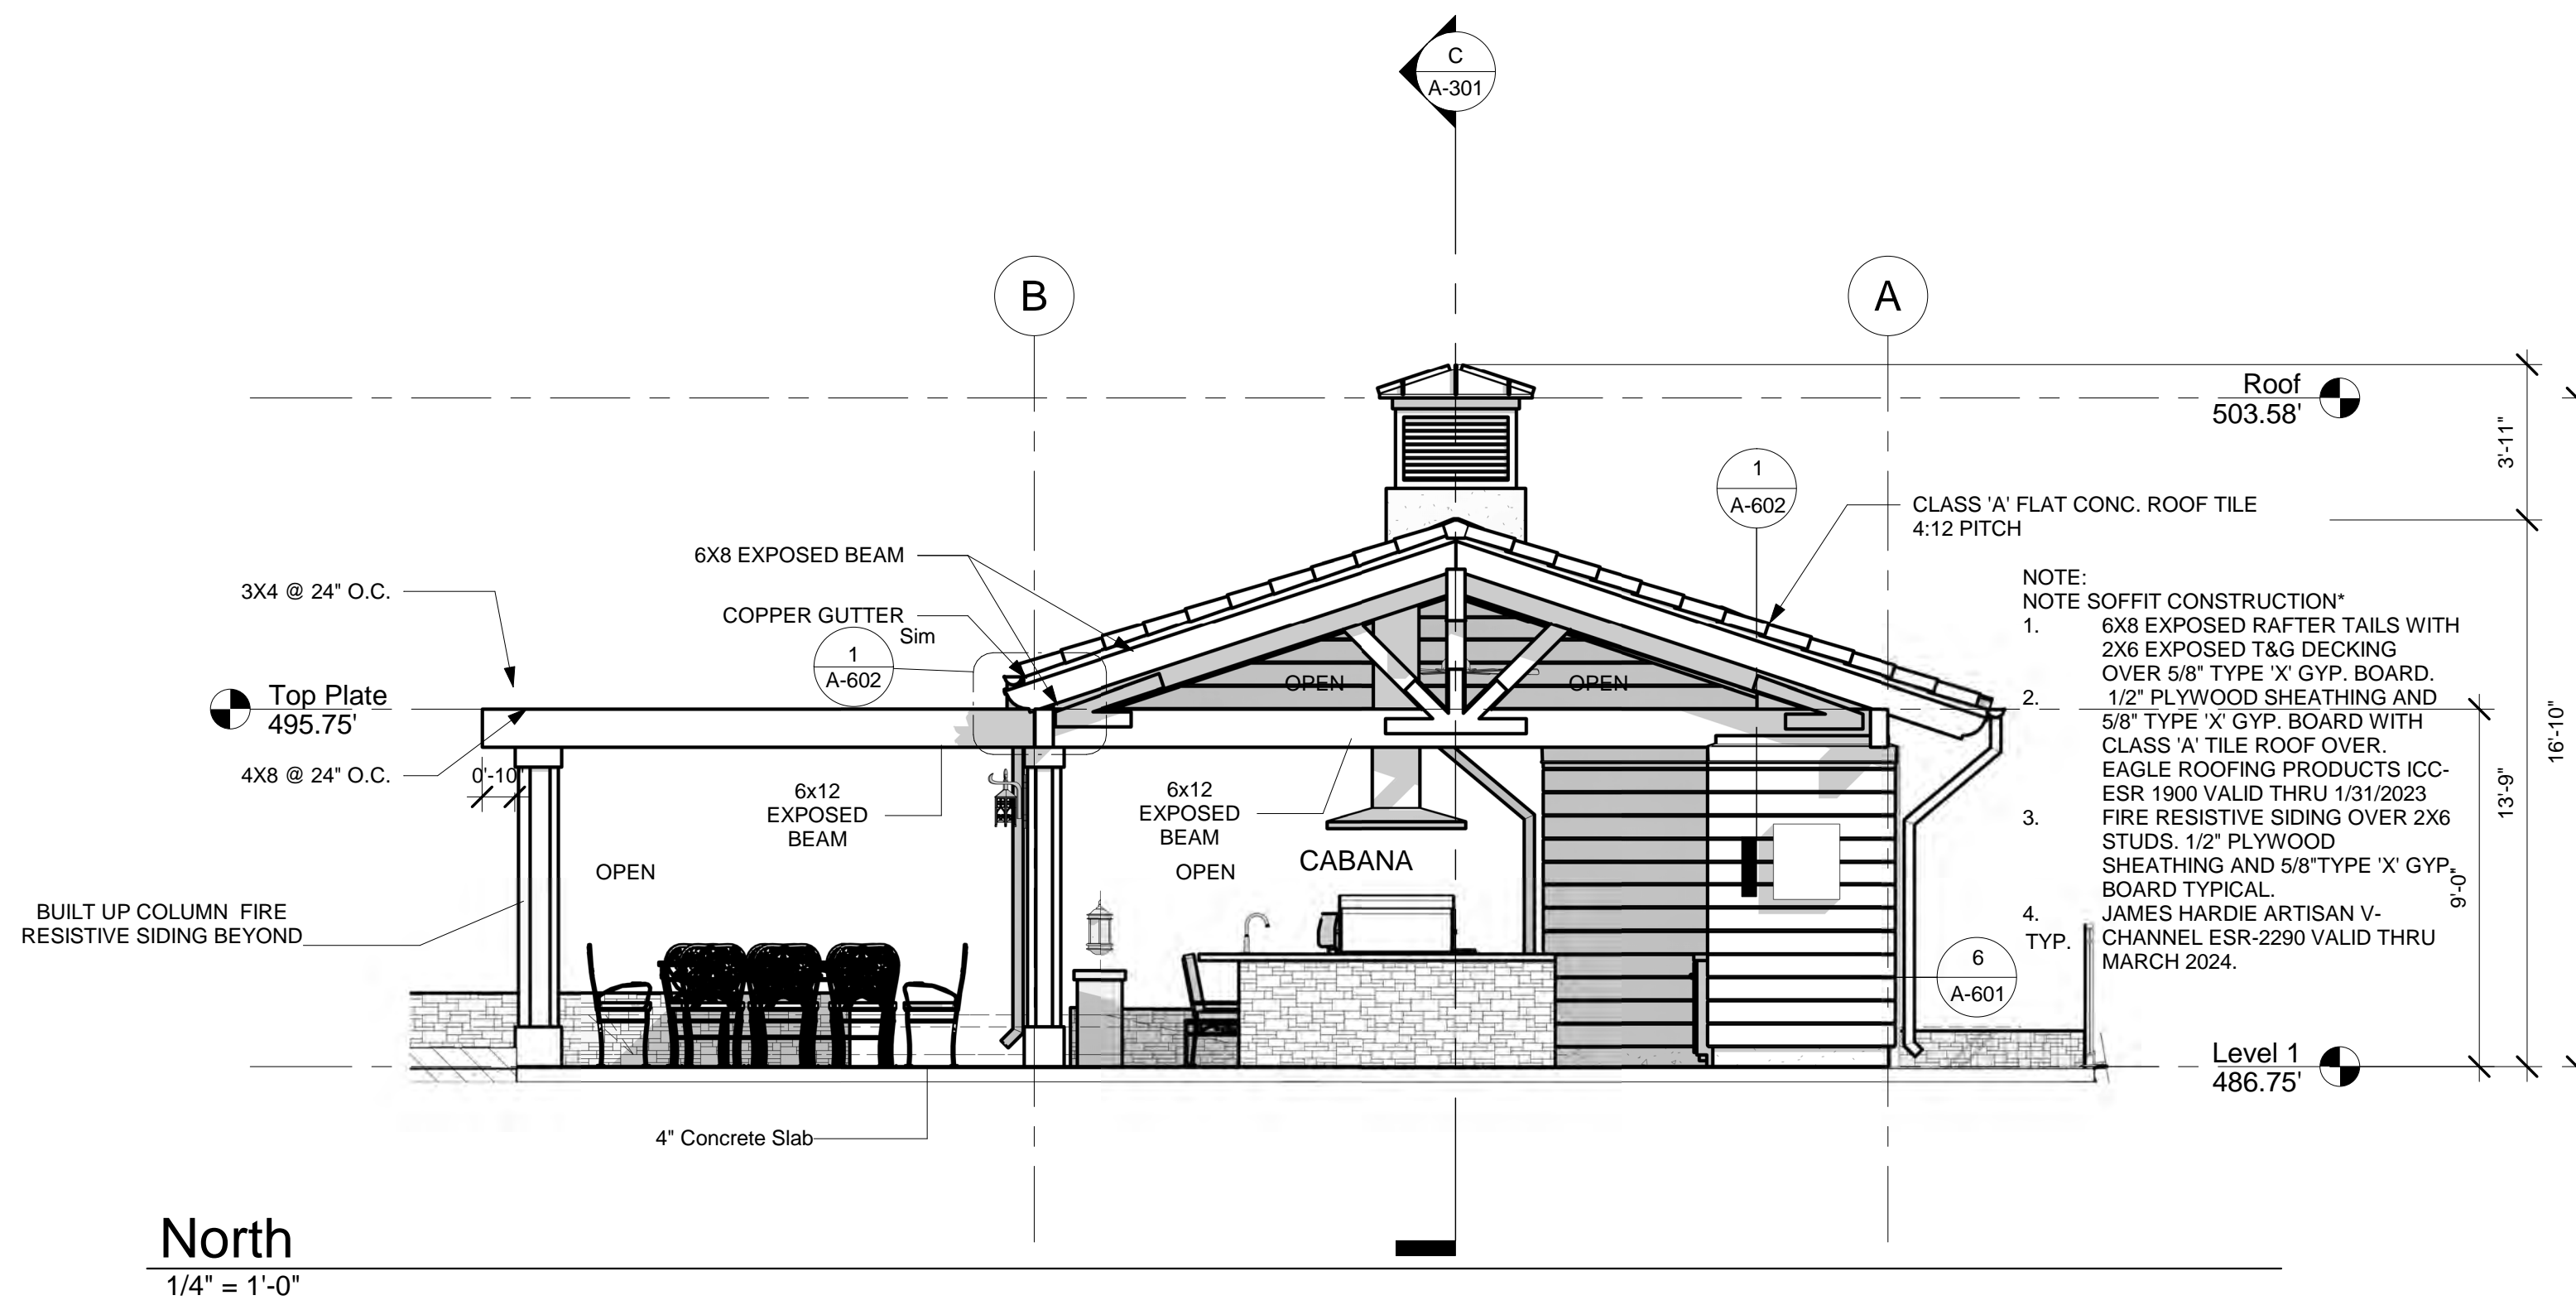 C
A-301
B
A
Roof
503.58'
3'-11"
1
A-602
CLASS 'A' FLAT CONC. ROOF TILE
4:12 PITCH
6X8 EXPOSED BEAM
3X4 @ 24" O.C.
COPPER GUTTER
Sim
1
A-602
OPEN
OPEN
Top Plate
495.75'
4X8 @ 24" O.C.
0'-10"
6x12
EXPOSED
BEAM
6x12
EXPOSED
BEAM
OPEN
OPEN
CABANA
BUILT UP COLUMN FIRE
RESISTIVE SIDING BEYOND
NOTE:
NOTE SOFFIT CONSTRUCTION*
1. 6X8 EXPOSED RAFTER TAILS WITH
2X6 EXPOSED T&G DECKING
OVER 5/8" TYPE 'X' GYP. BOARD.
2. 1/2" PLYWOOD SHEATHING AND
5/8" TYPE 'X' GYP. BOARD WITH
CLASS 'A' TILE ROOF OVER.
EAGLE ROOFING PRODUCTS ICC-
ESR 1900 VALID THRU 1/31/2023
3. FIRE RESISTIVE SIDING OVER 2X6
STUDS. 1/2" PLYWOOD
SHEATHING AND 5/8"TYPE 'X' GYP.
BOARD TYPICAL.
4. JAMES HARDIE ARTISAN V-
TYP. CHANNEL ESR-2290 VALID THRU
MARCH 2024.
16'-10"
13'-9"
9'-0"
6
A-601
Level 1
486.75'
4" Concrete Slab
North
1/4" = 1'-0"